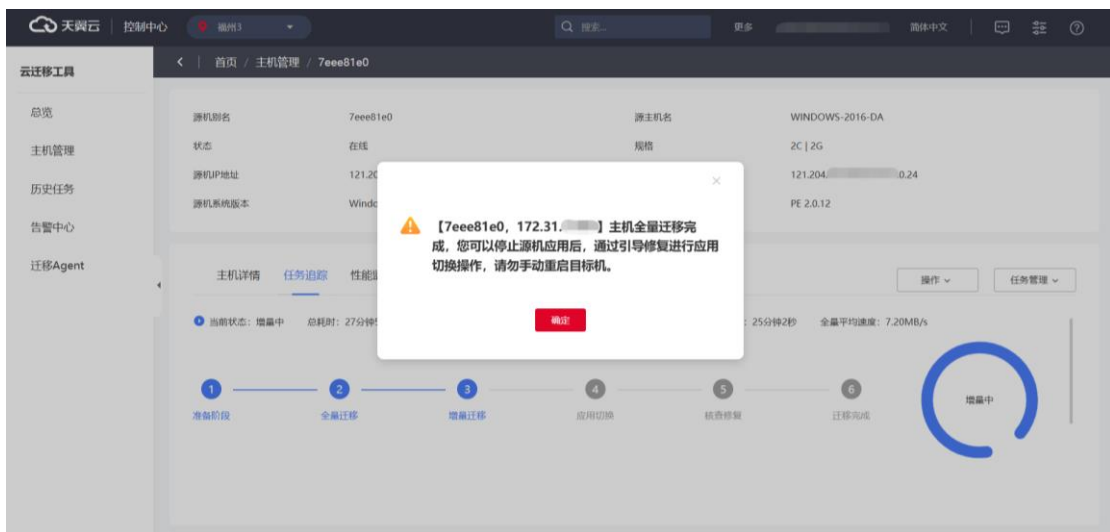 天翼云 控制中心 福州3 搜索... 更多 简体中文
云迁移工具
首页 / 主机管理 / 7eee81e0
总览
主机管理
历史任务
告警中心
迁移Agent
源机别名 7eee81e0 源主机名 WINDOWS-2016-DA
状态 在线 规格 2C | 2G
源机IP地址 121.20 121.204. 0.24
源机系统版本 Windo PE 2.0.12
【7eee81e0，172.31. 】主机全量迁移完
成，您可以停止源机应用后，通过引导修复进行应用
切换操作，请勿手动重启目标机。
确定
主机详情 任务追踪 性能 操作 任务管理
当前状态：增量中 总耗时：27分钟 : 25分钟2秒 全量平均速度：7.20MB/s
1 2 3 4 5 6
准备阶段 全量迁移 增量迁移 应用切换 核查修复 迁移完成
增量中